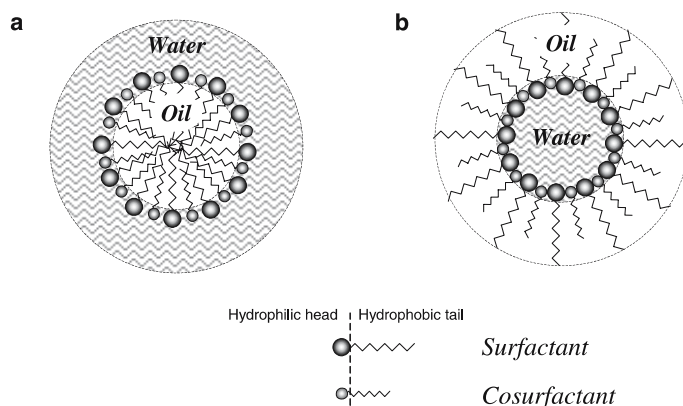 a
Water
Oil
b
Oil
Water
Hydrophilic head
Hydrophobic tail
Surfactant
Cosurfactant